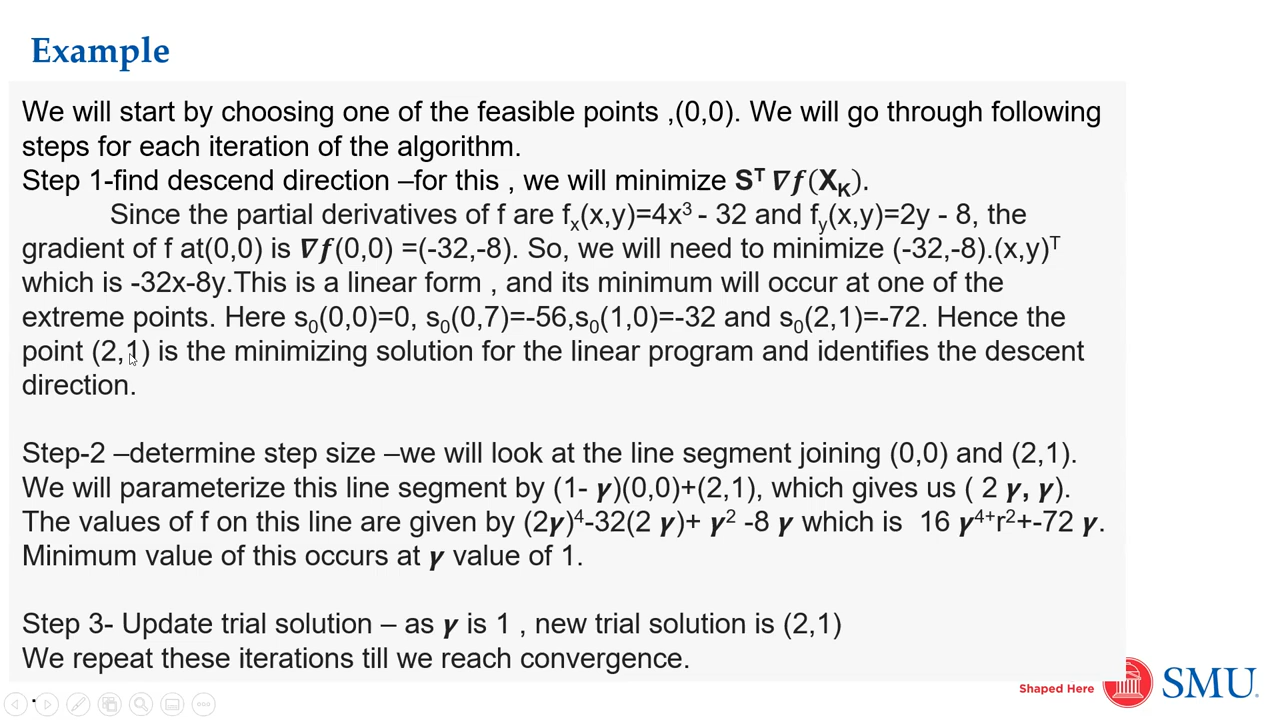 Example
We will start by choosing one of the feasible points ,(0,0). We will go through following
steps for each iteration of the algorithm.
Step 1-find descend direction –for this , we will minimize Sᵀ ∇f(X_K).
Since the partial derivatives of f are fₓ(x,y)=4x³ - 32 and f_y(x,y)=2y - 8, the
gradient of f at(0,0) is ∇f(0,0) =(-32,-8). So, we will need to minimize (-32,-8).(x,y)ᵀ
which is -32x-8y.This is a linear form , and its minimum will occur at one of the
extreme points. Here s₀(0,0)=0, s₀(0,7)=-56,s₀(1,0)=-32 and s₀(2,1)=-72. Hence the
point (2,1) is the minimizing solution for the linear program and identifies the descent
direction.
Step-2 –determine step size –we will look at the line segment joining (0,0) and (2,1).
We will parameterize this line segment by (1- γ)(0,0)+(2,1), which gives us ( 2 γ, γ).
The values of f on this line are given by (2γ)⁴-32(2 γ)+ γ² -8 γ which is 16 γ⁴⁺r²+-72 γ.
Minimum value of this occurs at γ value of 1.
Step 3- Update trial solution – as γ is 1 , new trial solution is (2,1)
We repeat these iterations till we reach convergence.
Shaped Here SMU.